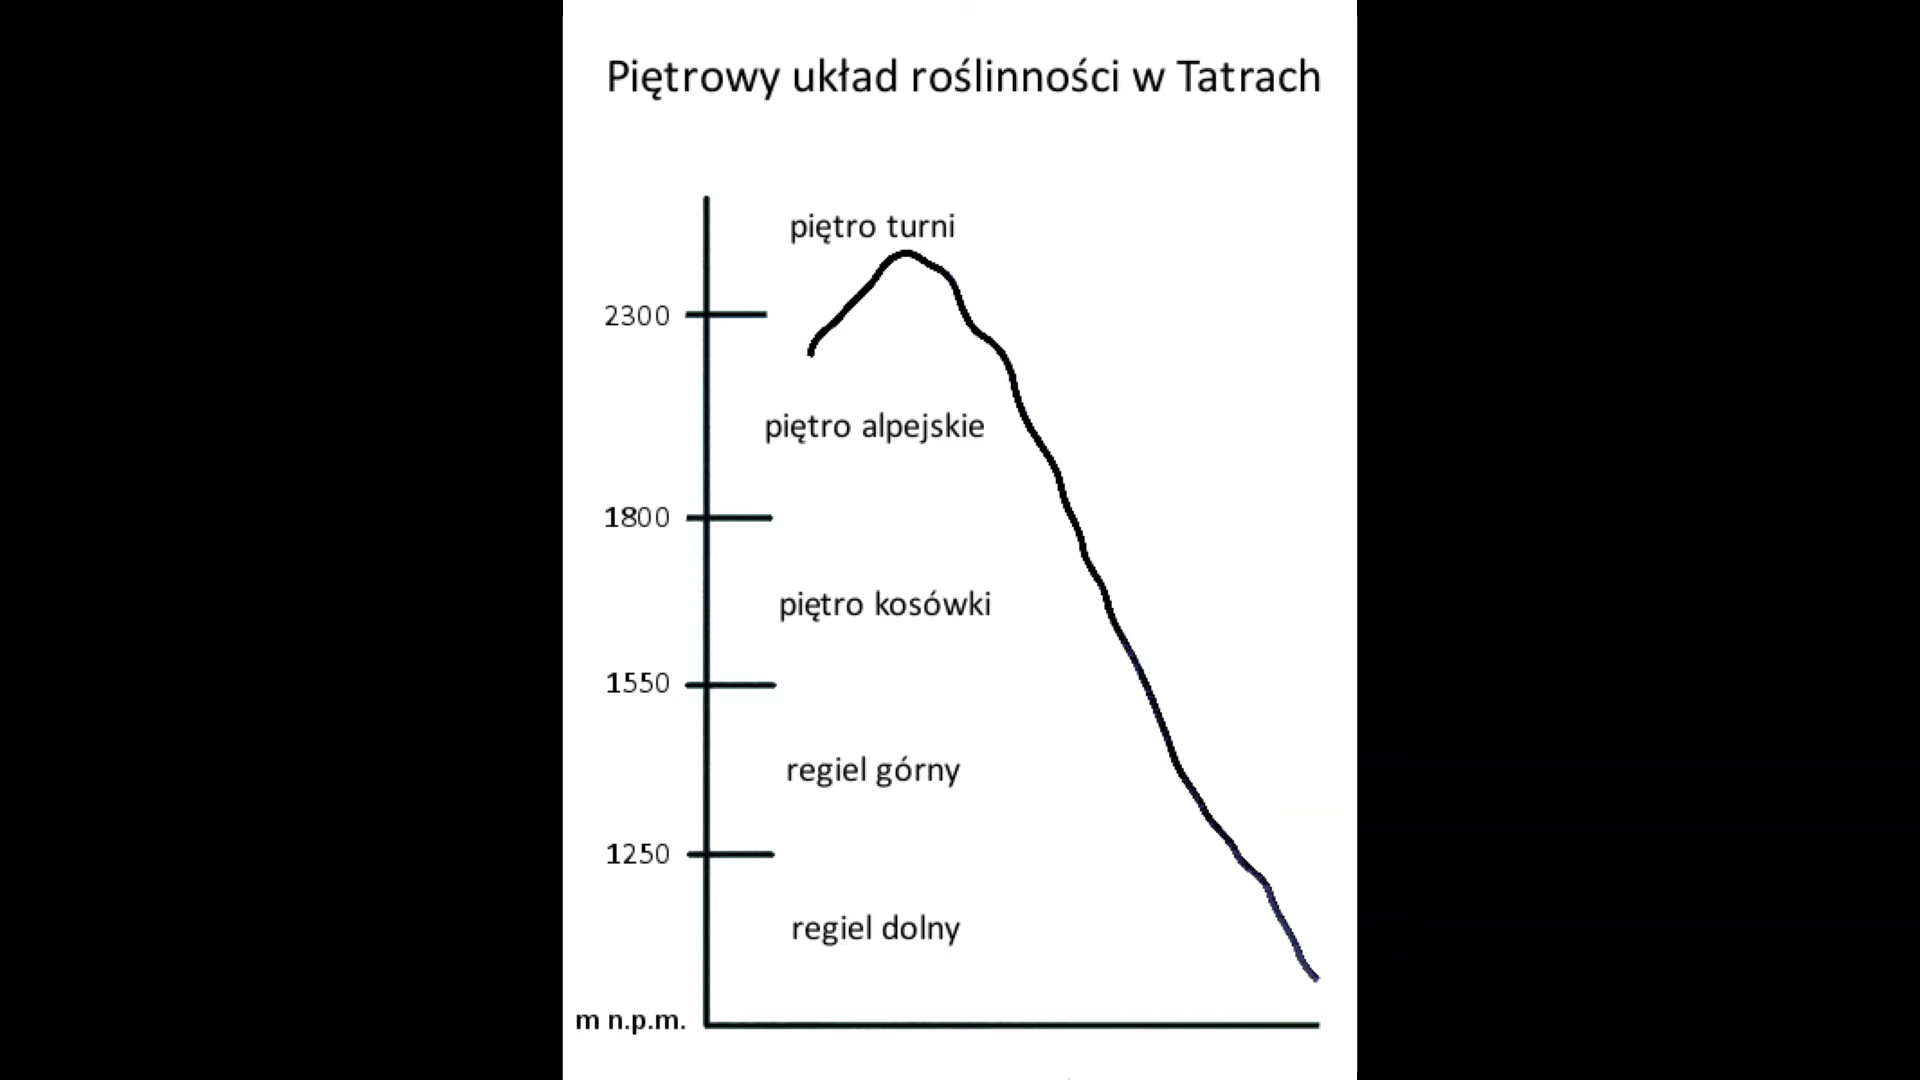 Piętrowy układ roślinności w Tatrach
piętro turni
2300
piętro alpejskie
1800
piętro kosówki
1550
regiel górny
1250
regiel dolny
m n.p.m.